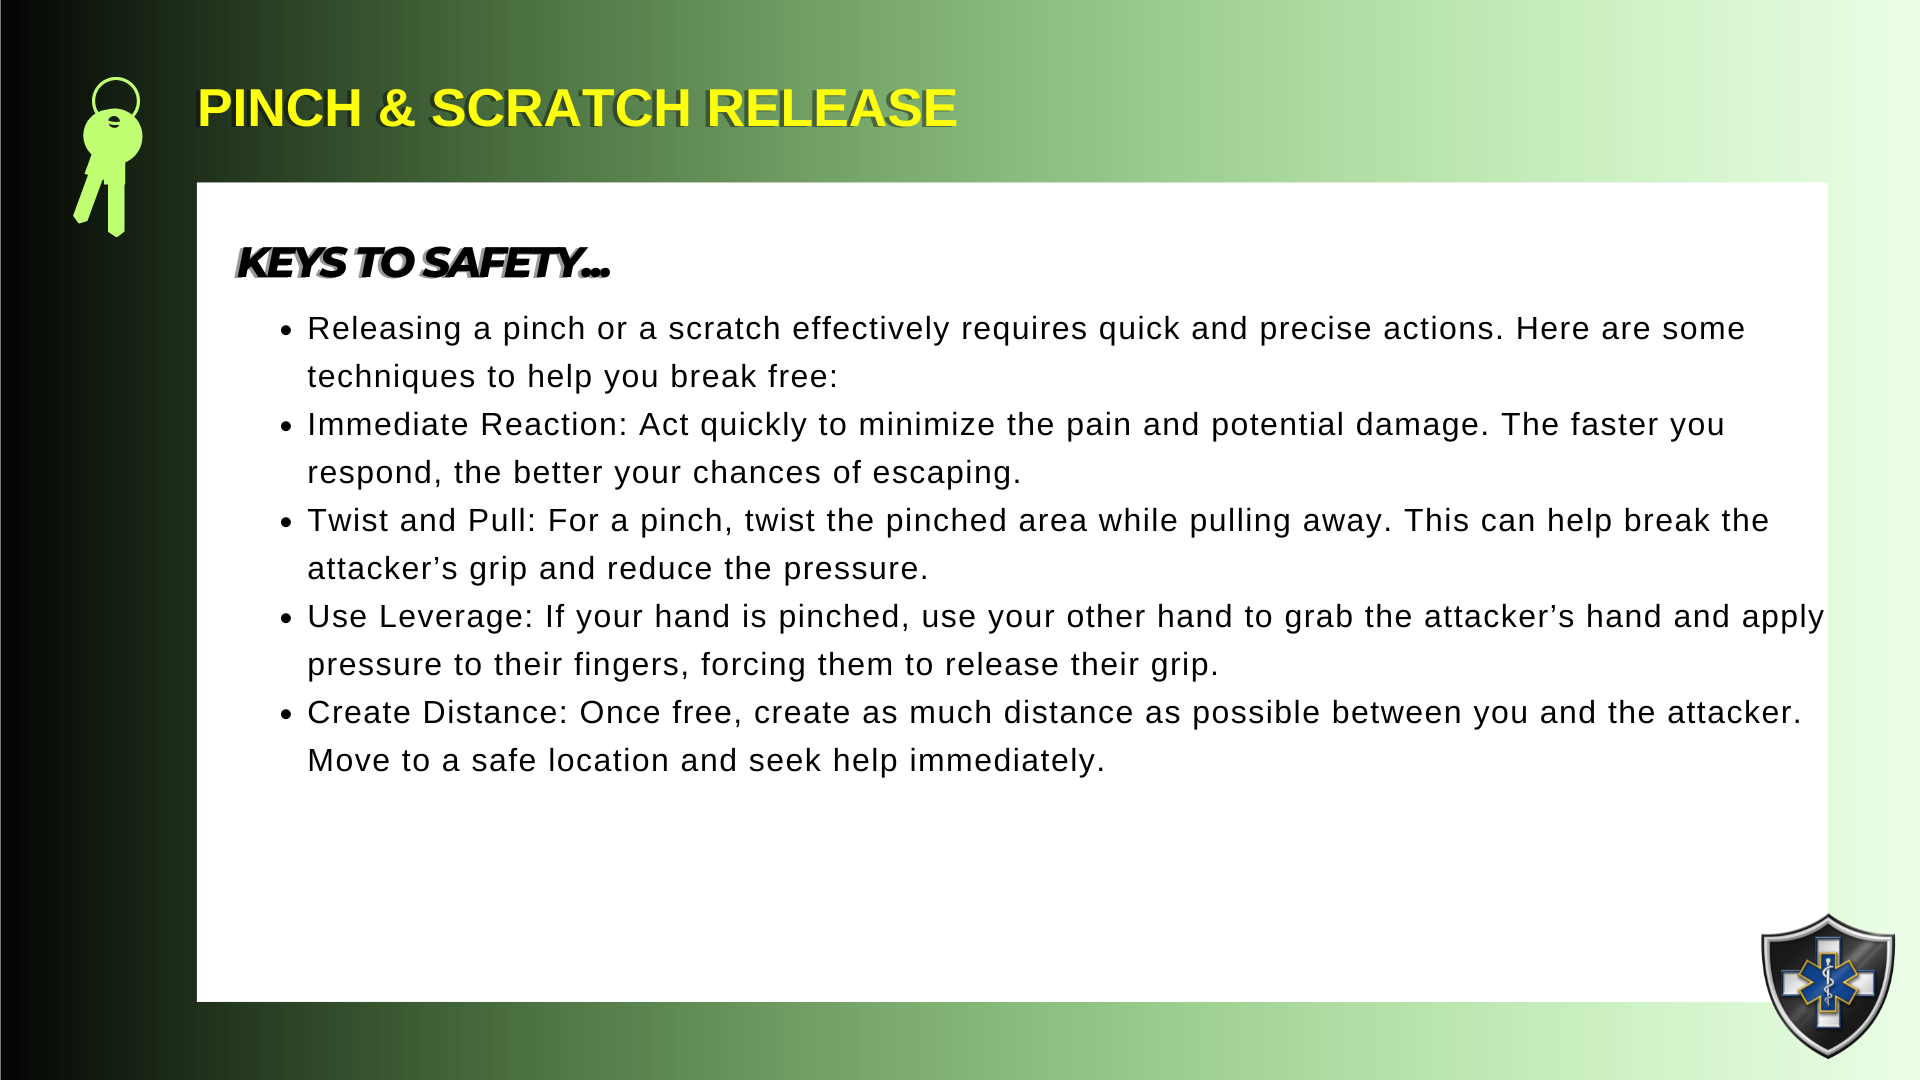 PINCH & SCRATCH RELEASE
KEYS TO SAFETY...
• Releasing a pinch or a scratch effectively requires quick and precise actions. Here are some
techniques to help you break free:
• Immediate Reaction: Act quickly to minimize the pain and potential damage. The faster you
respond, the better your chances of escaping.
• Twist and Pull: For a pinch, twist the pinched area while pulling away. This can help break the
attacker’s grip and reduce the pressure.
• Use Leverage: If your hand is pinched, use your other hand to grab the attacker’s hand and apply
pressure to their fingers, forcing them to release their grip.
• Create Distance: Once free, create as much distance as possible between you and the attacker.
Move to a safe location and seek help immediately.